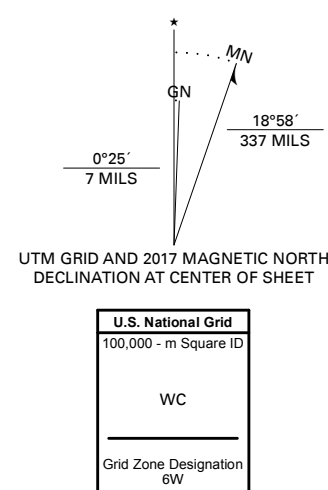 ★
MN
GN
0°25´
7 MILS
18°58´
337 MILS
UTM GRID AND 2017 MAGNETIC NORTH
DECLINATION AT CENTER OF SHEET
U.S. National Grid
100,000 - m Square ID
WC
Grid Zone Designation
6W